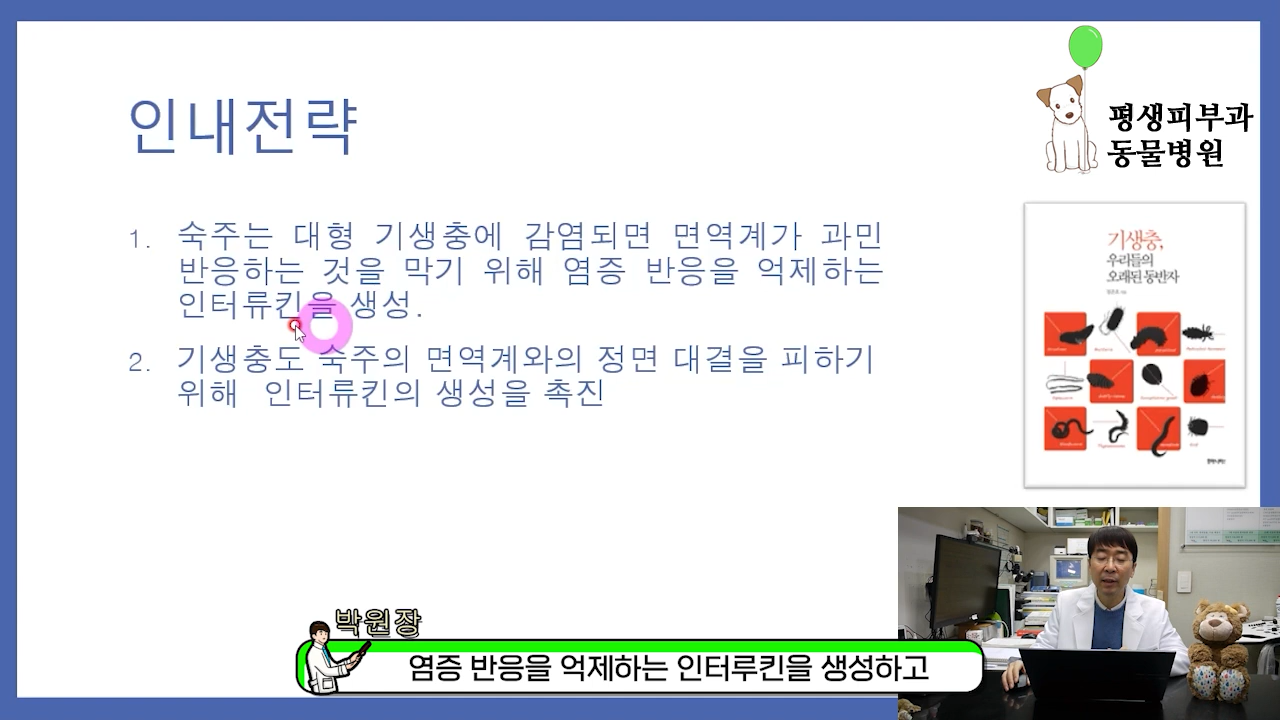 인내전략
평생피부과
동물병원
1. 숙주는 대형 기생충에 감염되면 면역계가 과민
반응하는 것을 막기 위해 염증 반응을 억제하는
인터류킨을 생성.
2. 기생충도 숙주의 면역계와의 정면 대결을 피하기
위해 인터류킨의 생성을 촉진
기생충,
우리들의
오래된 동반자
박원장
염증 반응을 억제하는 인터루킨을 생성하고